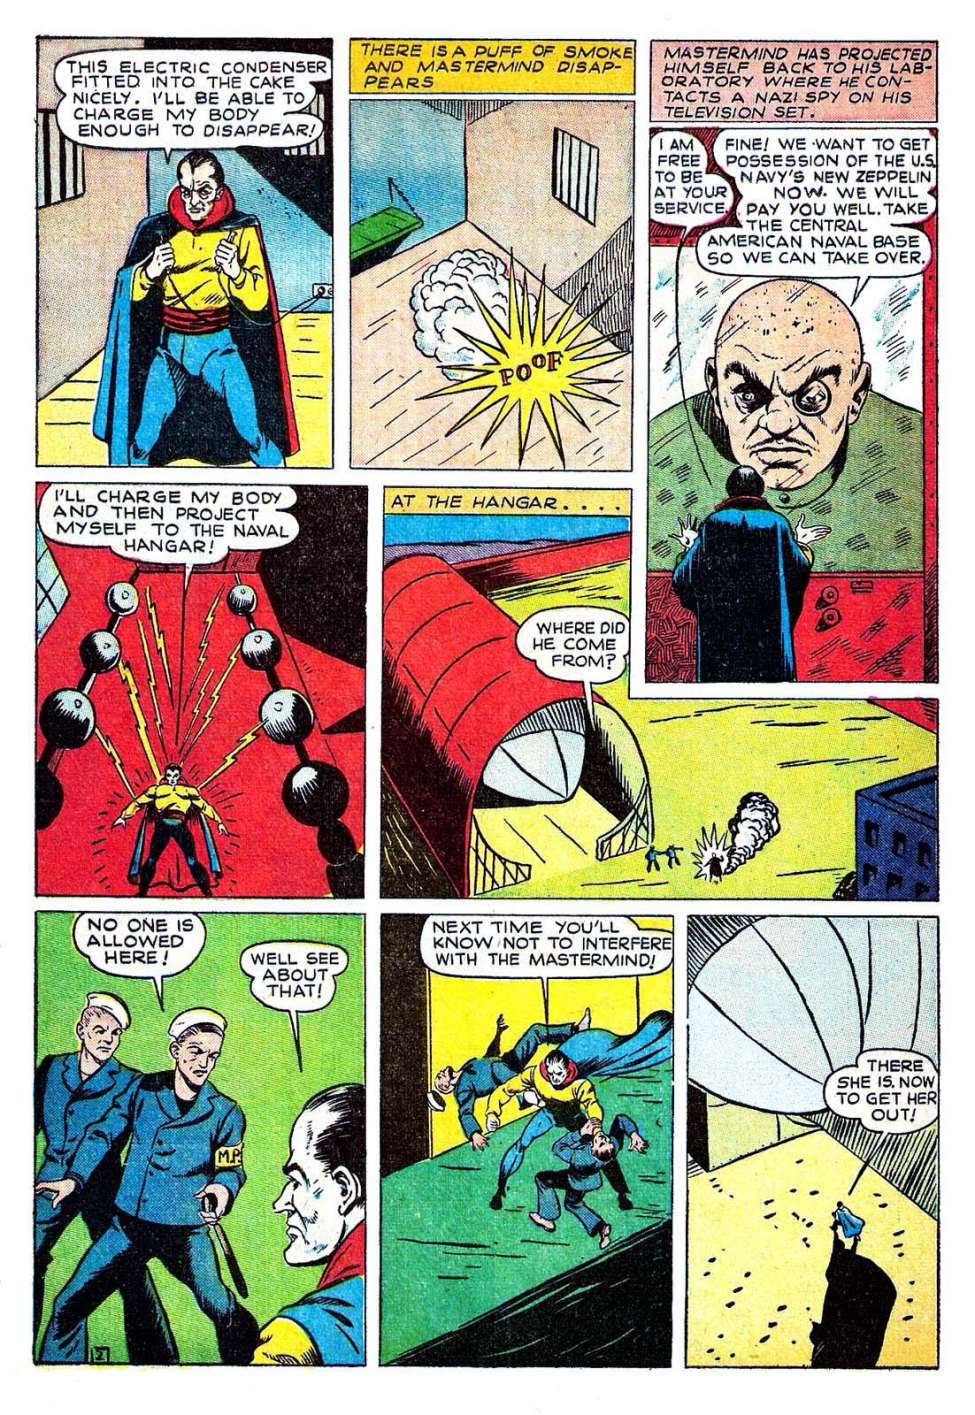 THIS ELECTRIC CONDENSER
FITTED INTO THE CAKE
NICELY. I'LL BE ABLE TO
CHARGE MY BODY
ENOUGH TO DISAPPEAR!
THERE IS A PUFF OF SMOKE
AND MASTERMIND DISAP-
PEARS
POOF
MASTERMIND HAS PROJECTED
HIMSELF BACK TO HIS LAB-
ORATORY WHERE HE CON-
TACTS A NAZI SPY ON HIS
TELEVISION SET.
I AM
FREE
TO BE
AT YOUR
SERVICE.
FINE! WE WANT TO GET
POSSESSION OF THE U.S.
NAVY'S NEW ZEPPELIN
NOW. WE WILL
PAY YOU WELL. TAKE
THE CENTRAL
AMERICAN NAVAL BASE
SO WE CAN TAKE OVER.
I'LL CHARGE MY BODY
AND THEN PROJECT
MYSELF TO THE NAVAL
HANGAR!
AT THE HANGAR....
WHERE DID
HE COME
FROM?
NO ONE IS
ALLOWED
HERE!
WELL SEE
ABOUT
THAT!
M.P.
2
NEXT TIME YOU'LL
KNOW NOT TO INTERFERE
WITH THE MASTERMIND!
THERE
SHE IS, NOW
TO GET HER
OUT!